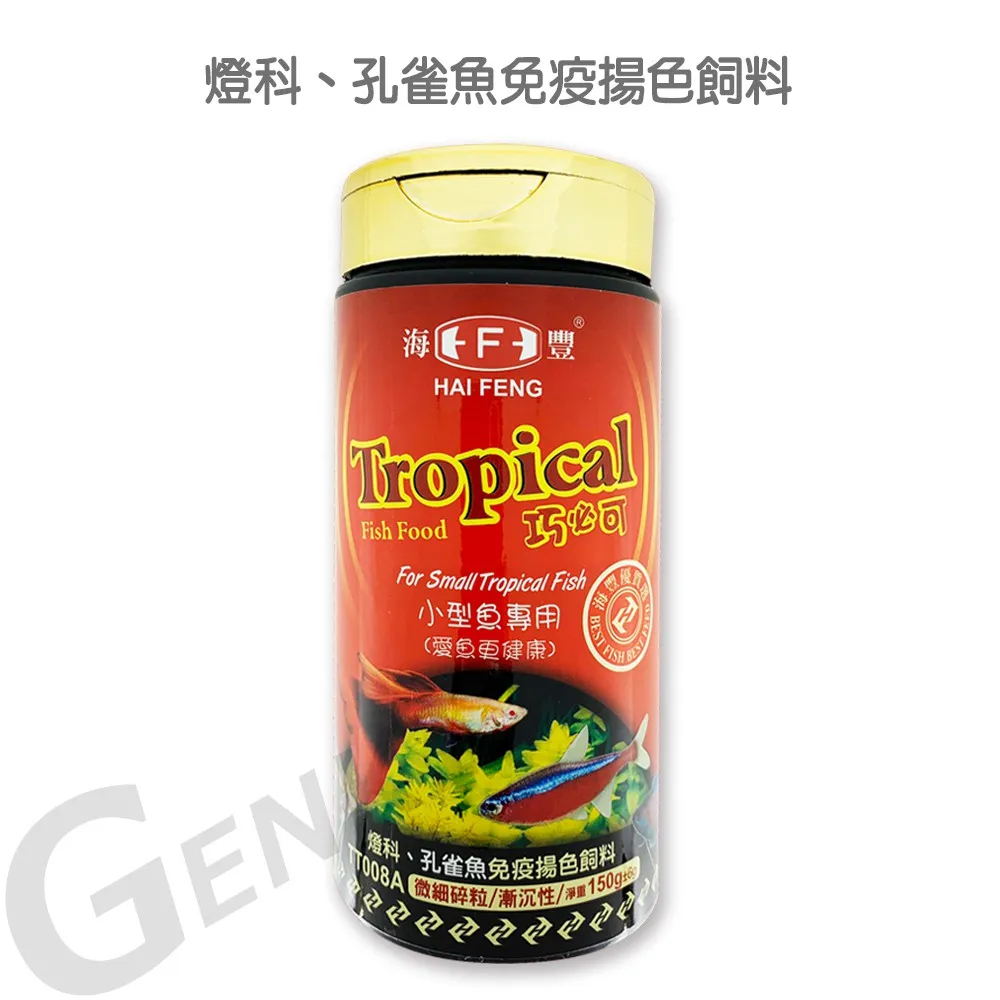 燈科、孔雀魚免疫揚色飼料
海 F 豐®
HAI FENG
Tropical
Fish Food 巧必可
For Small Tropical Fish
小型魚專用
(愛魚更健康)
海豐優質
BEST FISH BEST FEED
燈科、孔雀魚免疫揚色飼料
TT008A 微細碎粒/漸沉性/淨重150g±6g
GEN